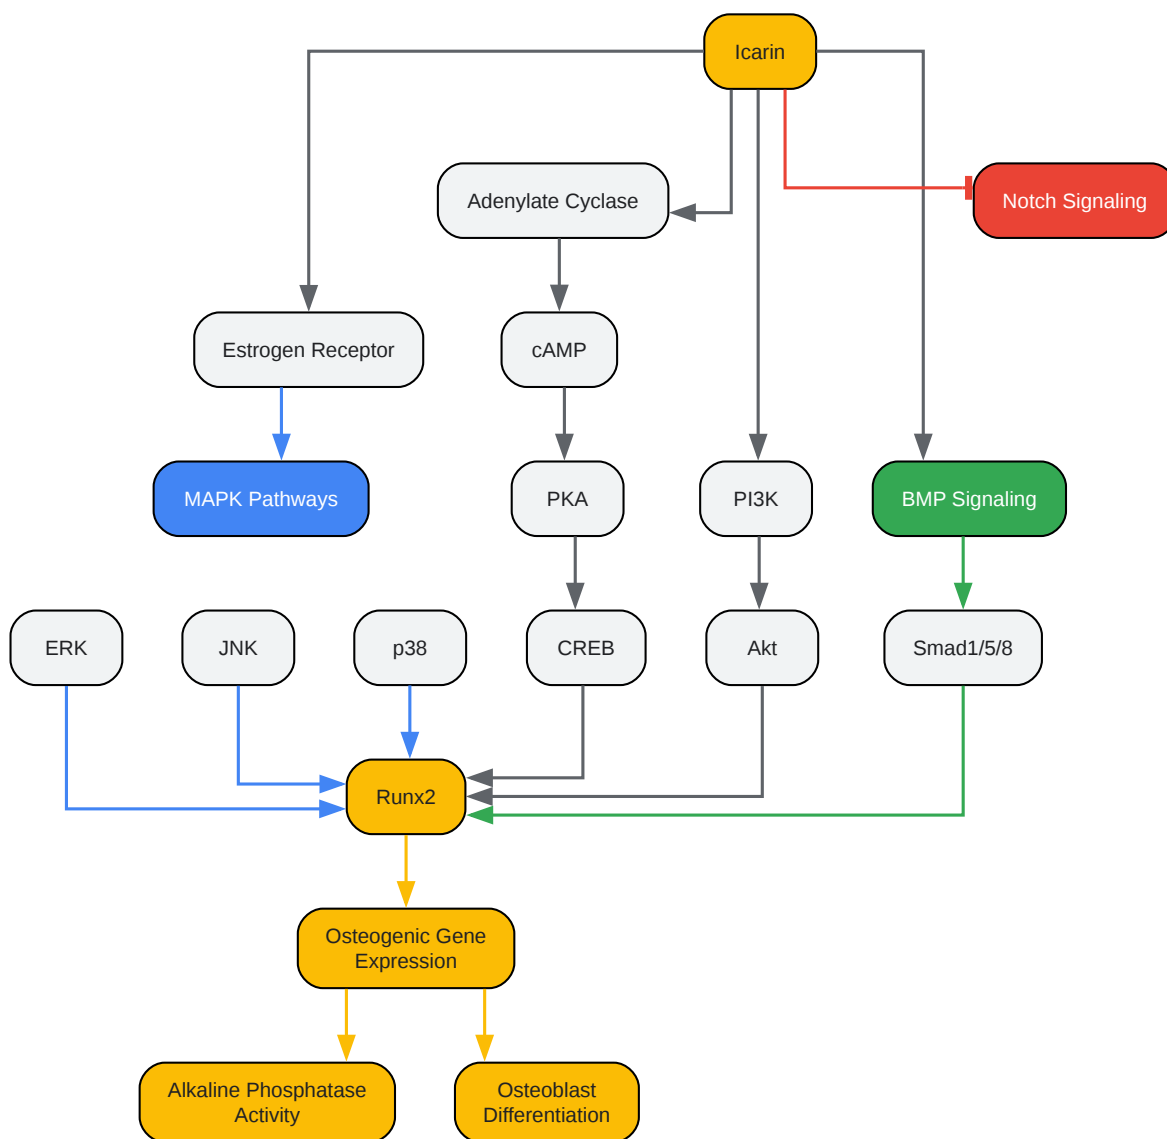 Icarin
Adenylate Cyclase
Notch Signaling
Estrogen Receptor
cAMP
MAPK Pathways
PKA
PI3K
BMP Signaling
ERK
JNK
p38
CREB
Akt
Smad1/5/8
Runx2
Osteogenic Gene
Expression
Alkaline Phosphatase
Activity
Osteoblast
Differentiation